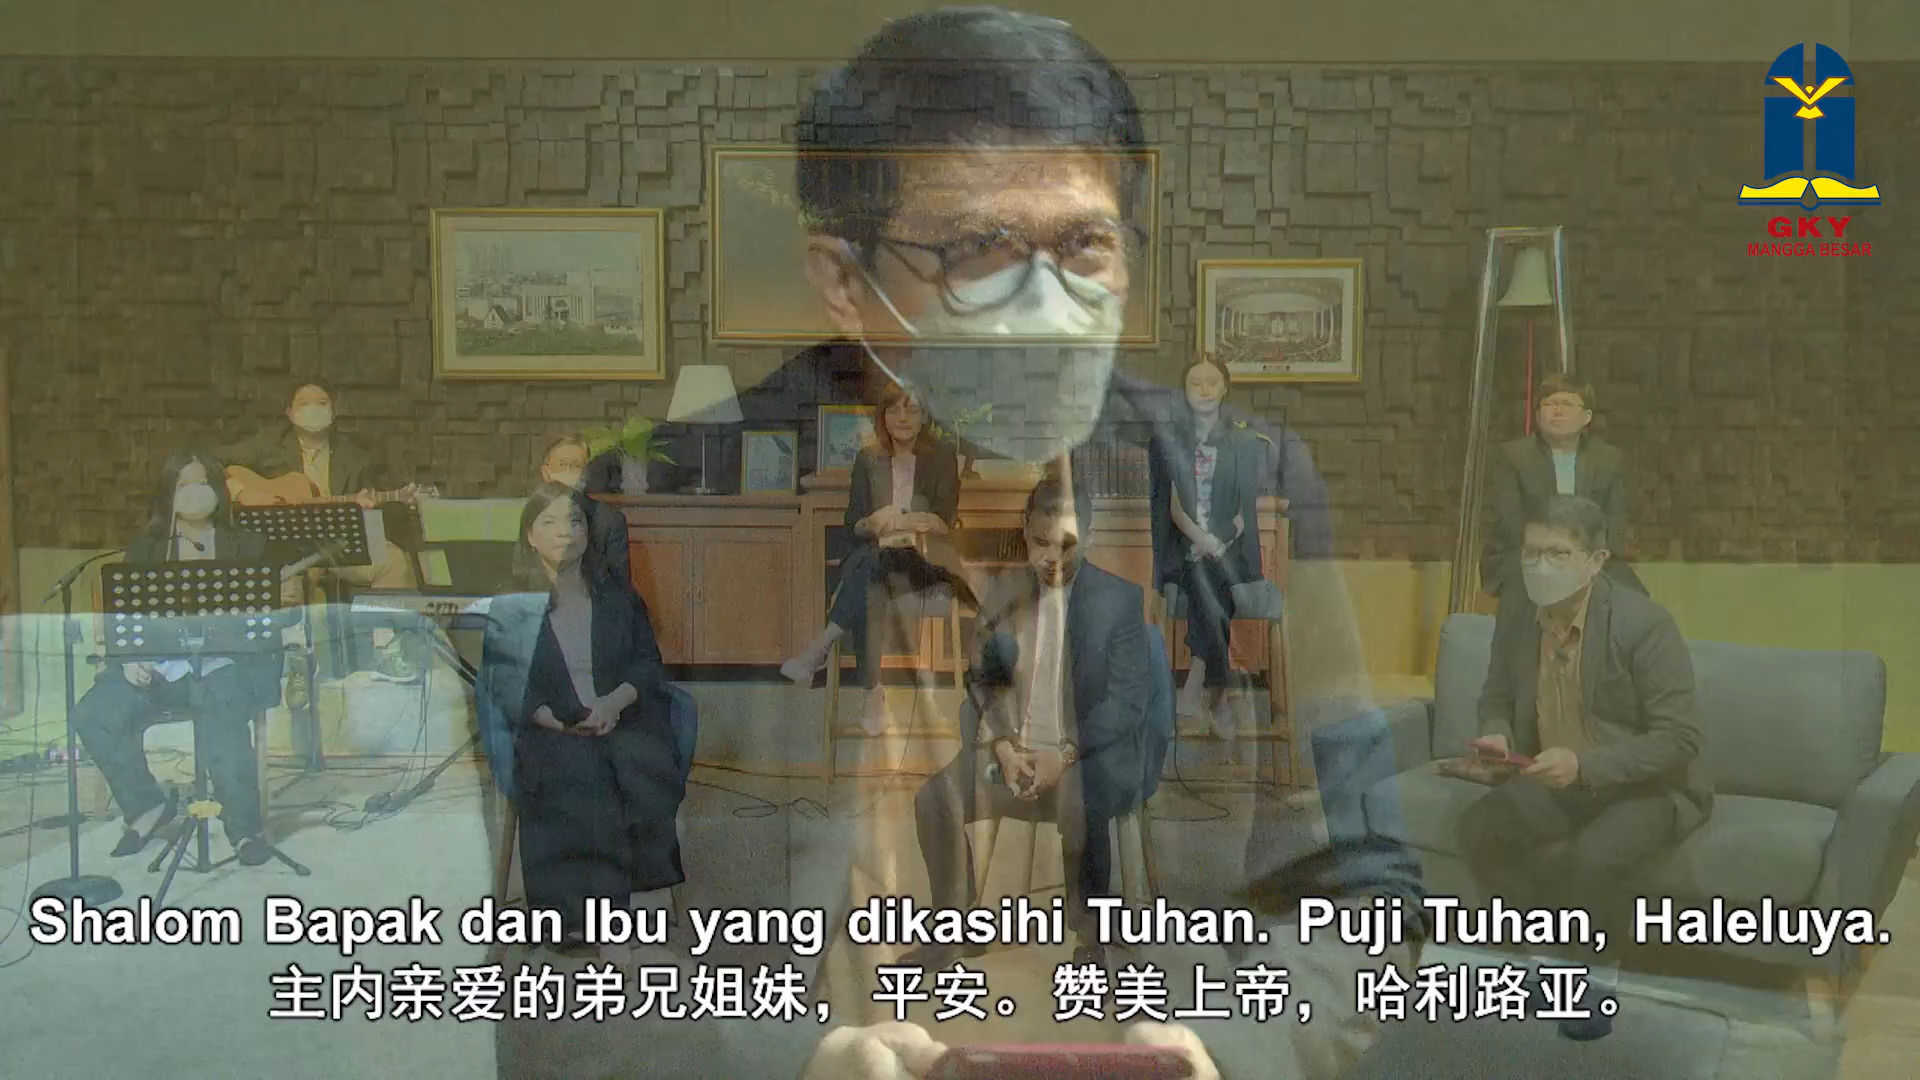 GKY
MANGGA BESAR
Shalom Bapak dan Ibu yang dikasihi Tuhan. Puji Tuhan, Haleluya.
主内亲爱的弟兄姐妹，平安。赞美上帝，哈利路亚。